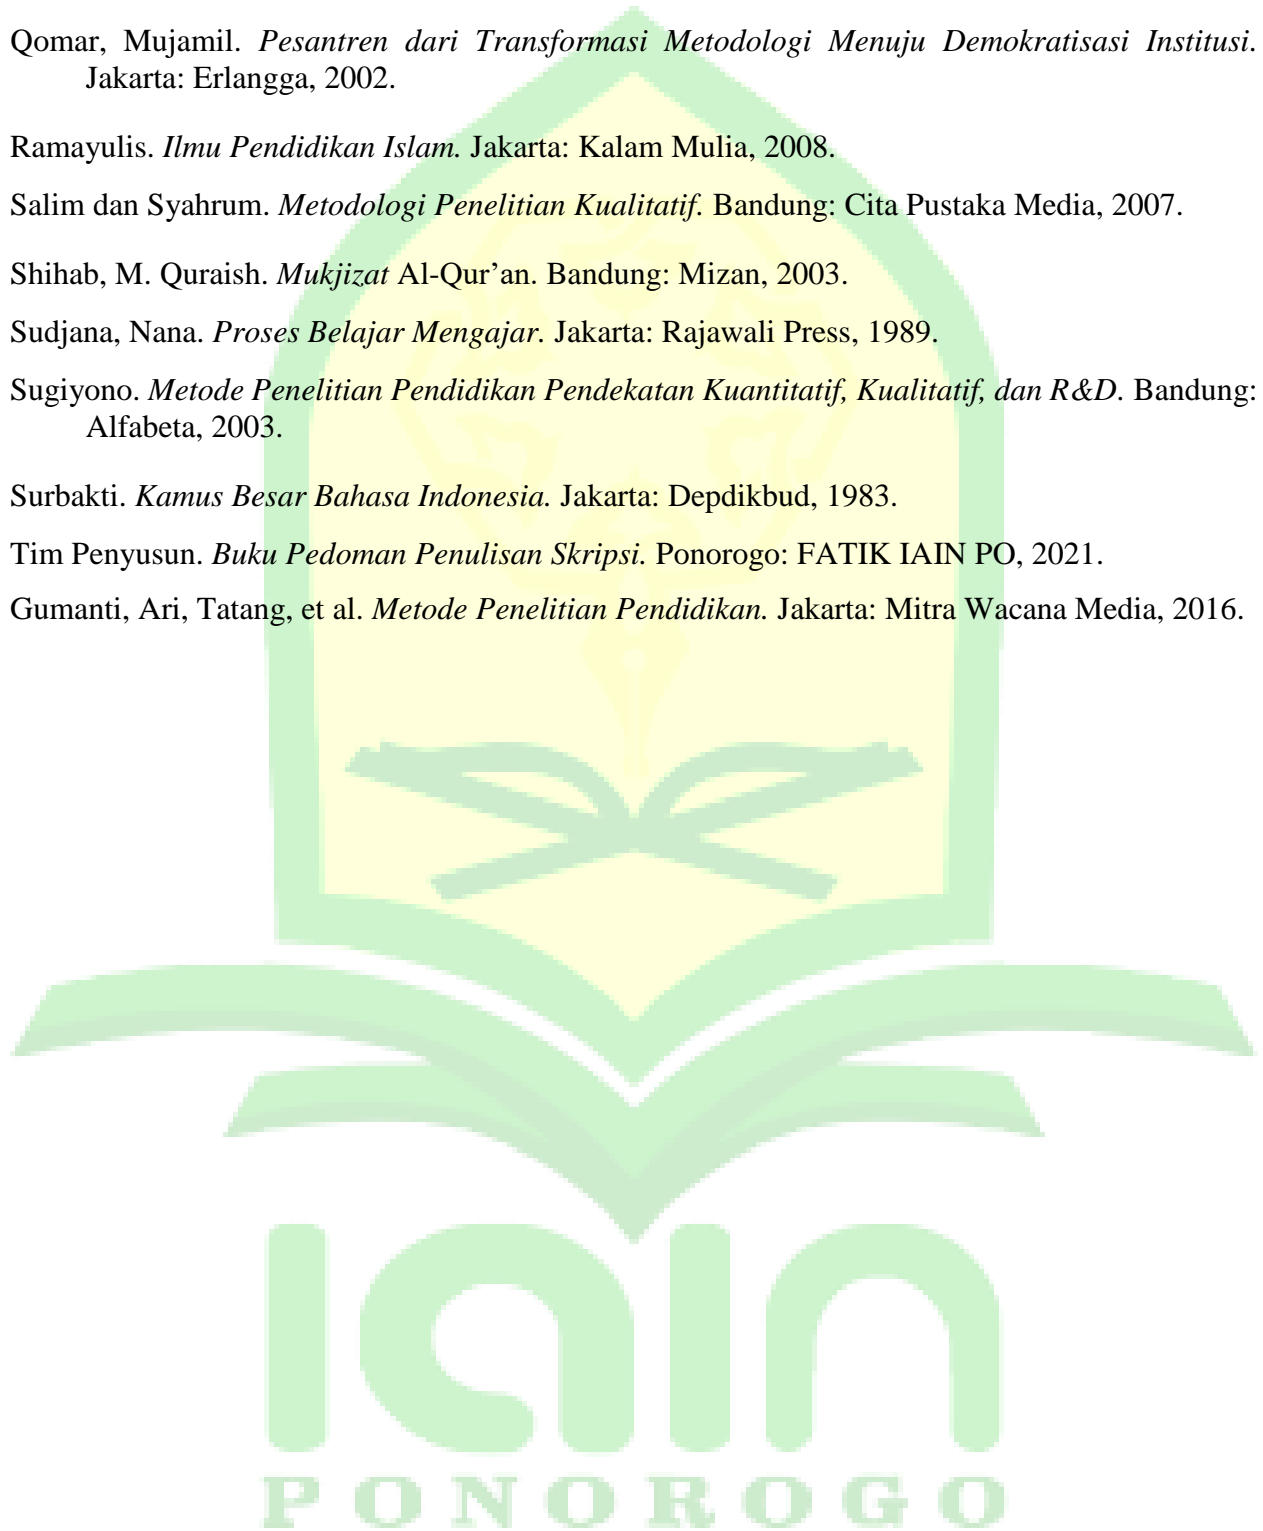 Qomar, Mujamil. Pesantren dari Transformasi Metodologi Menuju Demokratisasi Institusi.
Jakarta: Erlangga, 2002.
Ramayulis. Ilmu Pendidikan Islam. Jakarta: Kalam Mulia, 2008.
Salim dan Syahrum. Metodologi Penelitian Kualitatif. Bandung: Cita Pustaka Media, 2007.
Shihab, M. Quraish. Mukjizat Al-Qur’an. Bandung: Mizan, 2003.
Sudjana, Nana. Proses Belajar Mengajar. Jakarta: Rajawali Press, 1989.
Sugiyono. Metode Penelitian Pendidikan Pendekatan Kuantitatif, Kualitatif, dan R&D. Bandung:
Alfabeta, 2003.
Surbakti. Kamus Besar Bahasa Indonesia. Jakarta: Depdikbud, 1983.
Tim Penyusun. Buku Pedoman Penulisan Skripsi. Ponorogo: FATIK IAIN PO, 2021.
Gumanti, Ari, Tatang, et al. Metode Penelitian Pendidikan. Jakarta: Mitra Wacana Media, 2016.
iain
PONOROGO